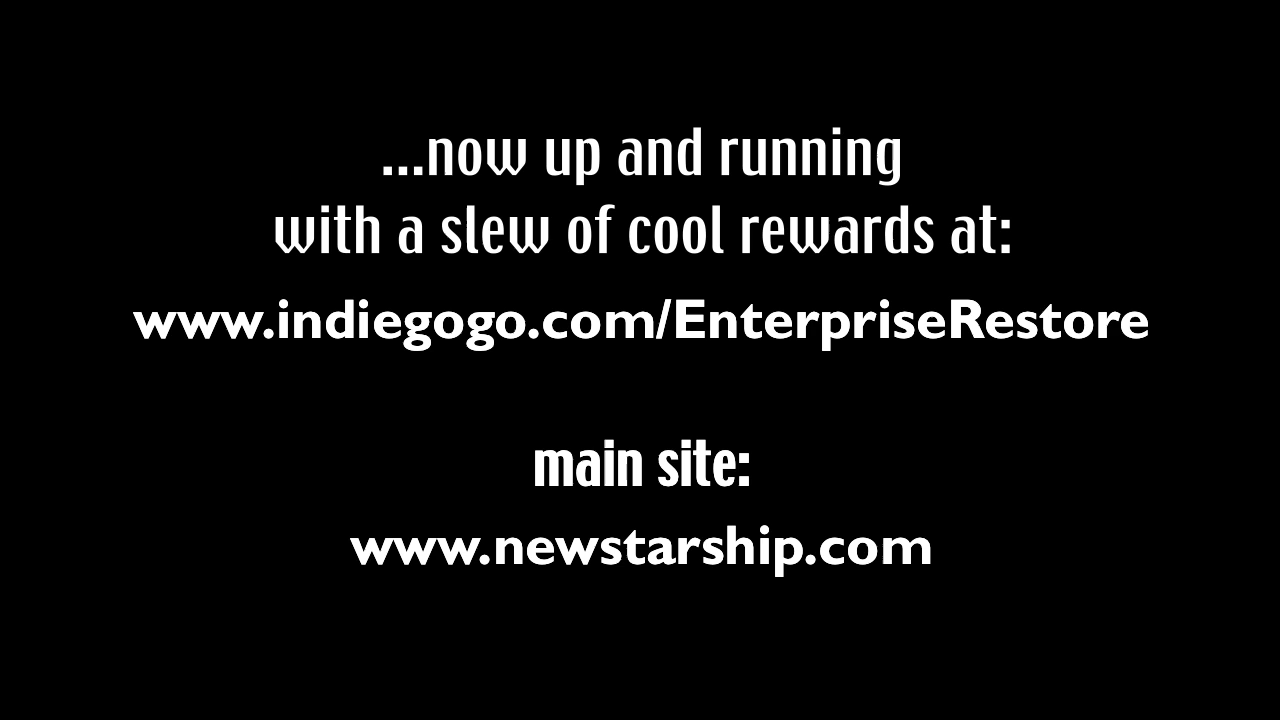 ...now up and running
with a slew of cool rewards at:
www.indiegogo.com/EnterpriseRestore
main site:
www.newstarship.com